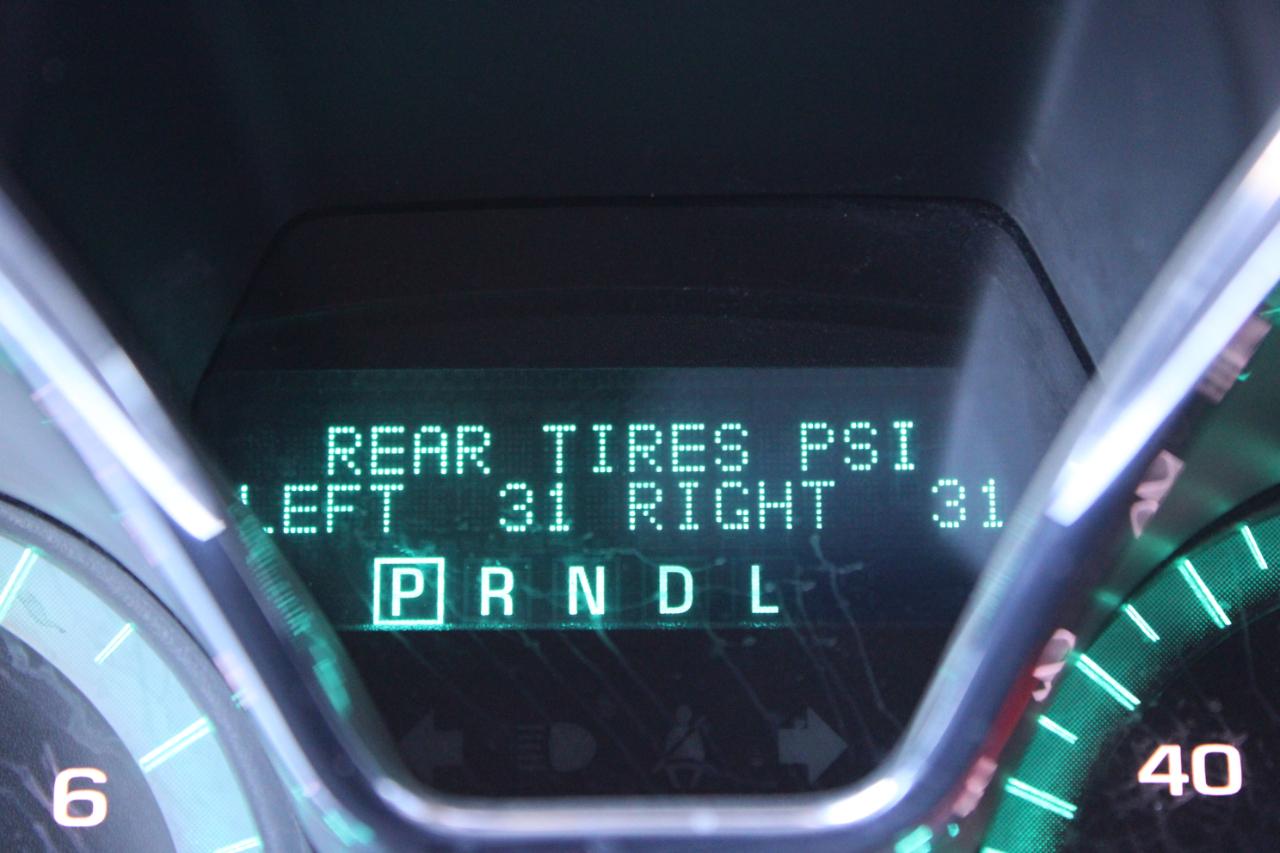 REAR TIRES PSI
LEFT 31 RIGHT 31
P R N D L
6
40